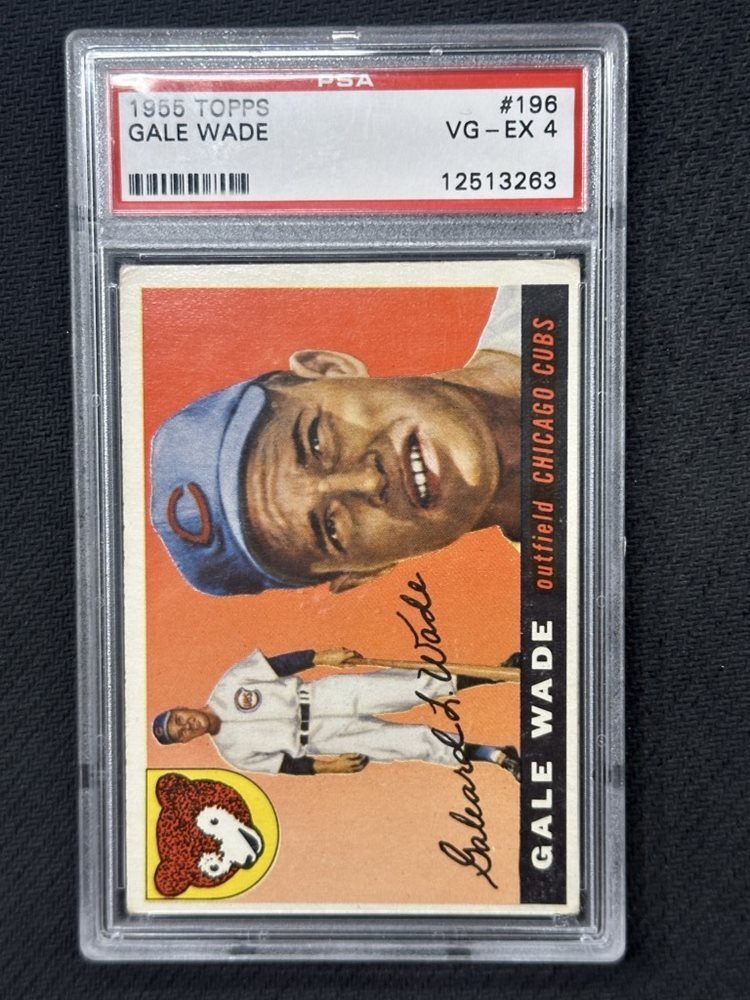 PSA
1955 TOPPS #196
GALE WADE VG-EX 4
12513263
C
Galeard L. Wade
GALE WADE outfield CHICAGO CUBS